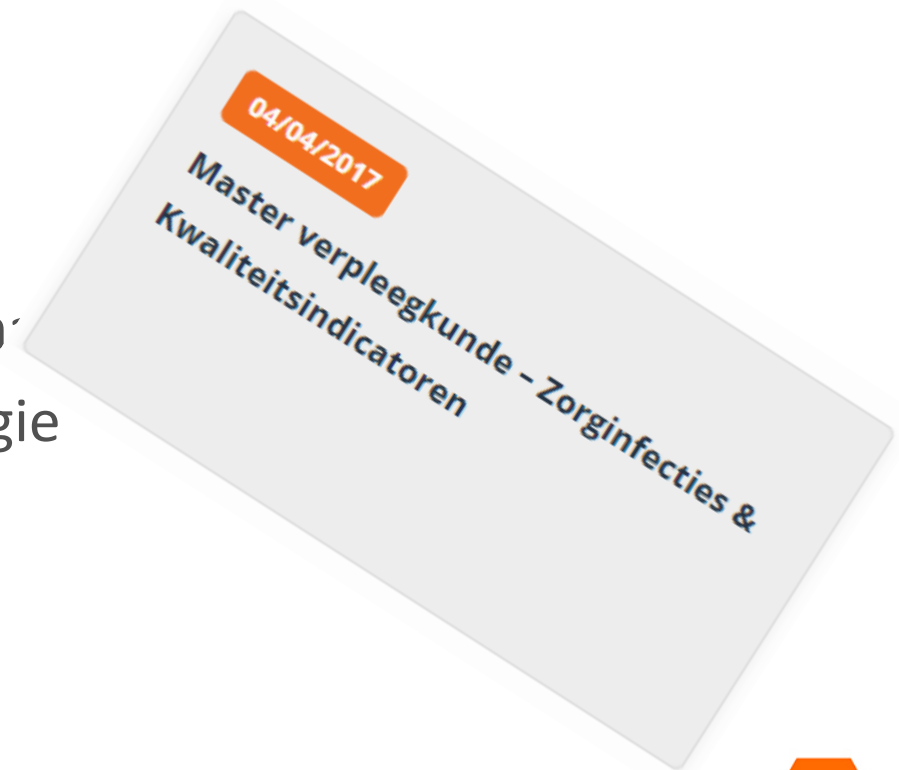 04/04/2017
Master verpleegkunde – Zorginfecties &
Kwaliteitsindicatoren
gie